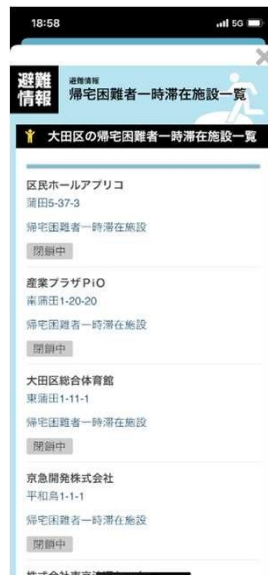 18:58
5G
避難
情報
避難情報
帰宅困難者一時滞在施設一覧
大田区の帰宅困難者一時滞在施設一覧
区民ホールアプリコ
蒲田5-37-3
帰宅困難者一時滞在施設
閉鎖中
産業プラザPiO
南蒲田1-20-20
帰宅困難者一時滞在施設
閉鎖中
大田区総合体育館
東蒲田1-11-1
帰宅困難者一時滞在施設
閉鎖中
京急開発株式会社
平和島1-1-1
帰宅困難者一時滞在施設
閉鎖中
株式会社東京